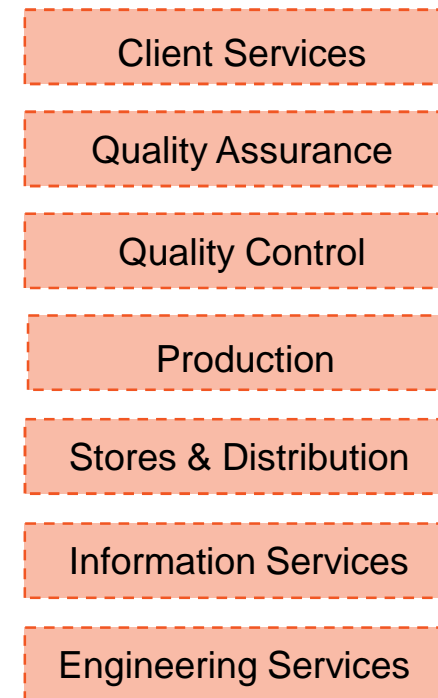 Client Services
Quality Assurance
Quality Control
Production
Stores & Distribution
Information Services
Engineering Services